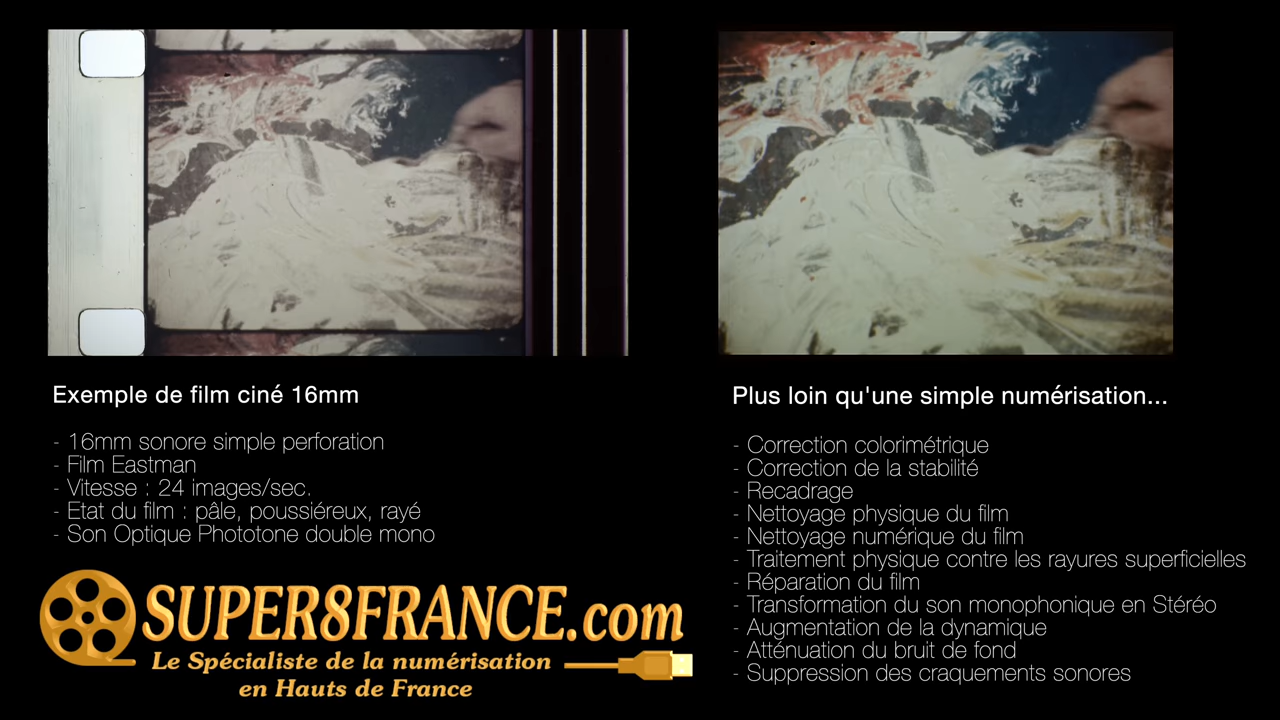 Exemple de film ciné 16mm
- 16mm sonore simple perforation
- Film Eastman
- Vitesse : 24 images/sec.
- Etat du film : pâle, poussiéreux, rayé
- Son Optique Phototone double mono
SUPER8FRANCE.com
Le Spécialiste de la numérisation
en Hauts de France
Plus loin qu'une simple numérisation...
- Correction colorimétrique
- Correction de la stabilité
- Recadrage
- Nettoyage physique du film
- Nettoyage numérique du film
- Traitement physique contre les rayures superficielles
- Réparation du film
- Transformation du son monophonique en Stéréo
- Augmentation de la dynamique
- Atténuation du bruit de fond
- Suppression des craquements sonores